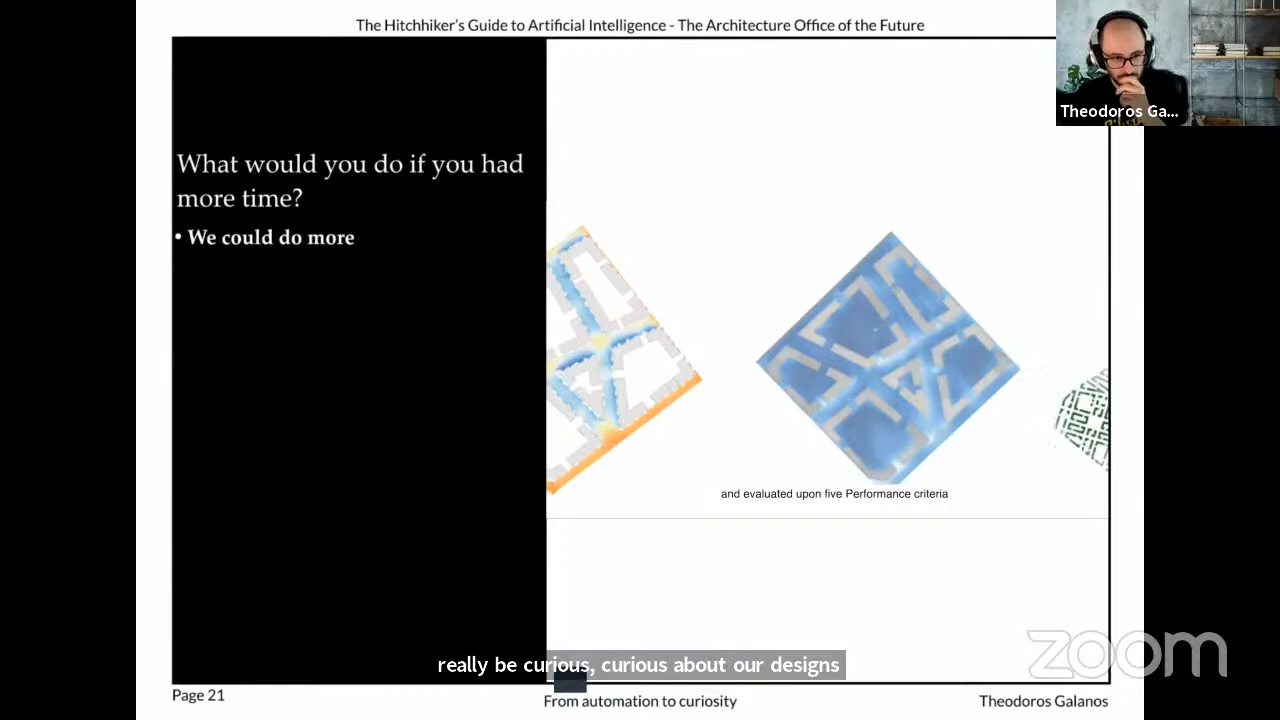 The Hitchhiker's Guide to Artificial Intelligence - The Architecture Office of the Future
Theodoros Ga...
What would you do if you had
more time?
• We could do more
and evaluated upon five Performance criteria
really be curious, curious about our designs
zoom
Page 21
From automation to curiosity
Theodoros Galanos